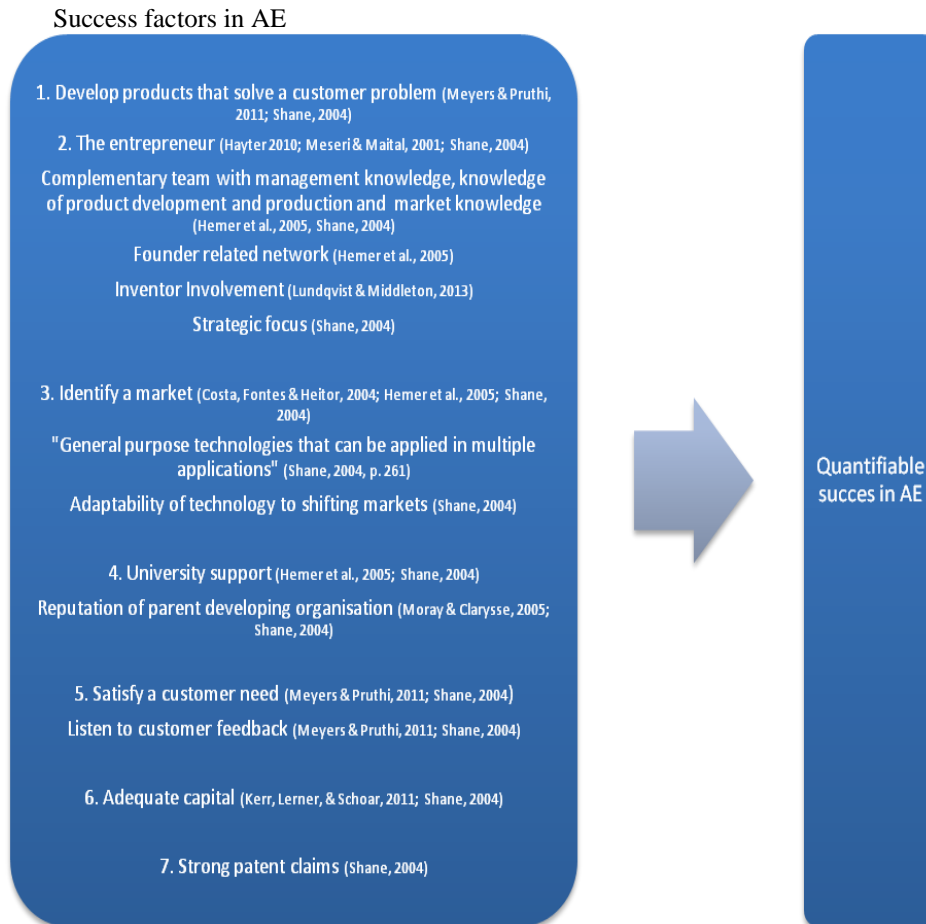 Success factors in AE
1. Develop products that solve a customer problem (Meyers & Pruthi,
2011; Shane, 2004)
2. The entrepreneur (Hayter 2010; Meseri & Maital, 2001; Shane, 2004)
Complementary team with management knowledge, knowledge
of product dvelopment and production and market knowledge
(Hemer et al., 2005, Shane, 2004)
Founder related network (Hemer et al., 2005)
Inventor Involvement (Lundqvist & Middleton, 2013)
Strategic focus (Shane, 2004)
3. Identify a market (Costa, Fontes & Heitor, 2004; Hemer et al., 2005; Shane,
2004)
"General purpose technologies that can be applied in multiple
applications" (Shane, 2004, p. 261)
Adaptability of technology to shifting markets (Shane, 2004)
4. University support (Hemer et al., 2005; Shane, 2004)
Reputation of parent developing organisation (Moray & Clarysse, 2005;
Shane, 2004)
5. Satisfy a customer need (Meyers & Pruthi, 2011; Shane, 2004)
Listen to customer feedback (Meyers & Pruthi, 2011; Shane, 2004)
6. Adequate capital (Kerr, Lerner, & Schoar, 2011; Shane, 2004)
7. Strong patent claims (Shane, 2004)
Quantifiable
succes in AE